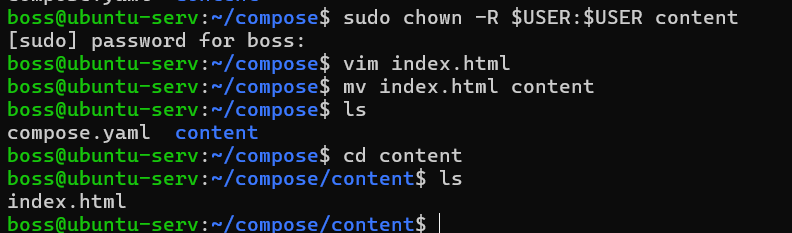 boss@ubuntu-serv:~/compose$ sudo chown -R $USER:$USER content
[sudo] password for boss:
boss@ubuntu-serv:~/compose$ vim index.html
boss@ubuntu-serv:~/compose$ mv index.html content
boss@ubuntu-serv:~/compose$ ls
compose.yaml  content
boss@ubuntu-serv:~/compose$ cd content
boss@ubuntu-serv:~/compose/content$ ls
index.html
boss@ubuntu-serv:~/compose/content$